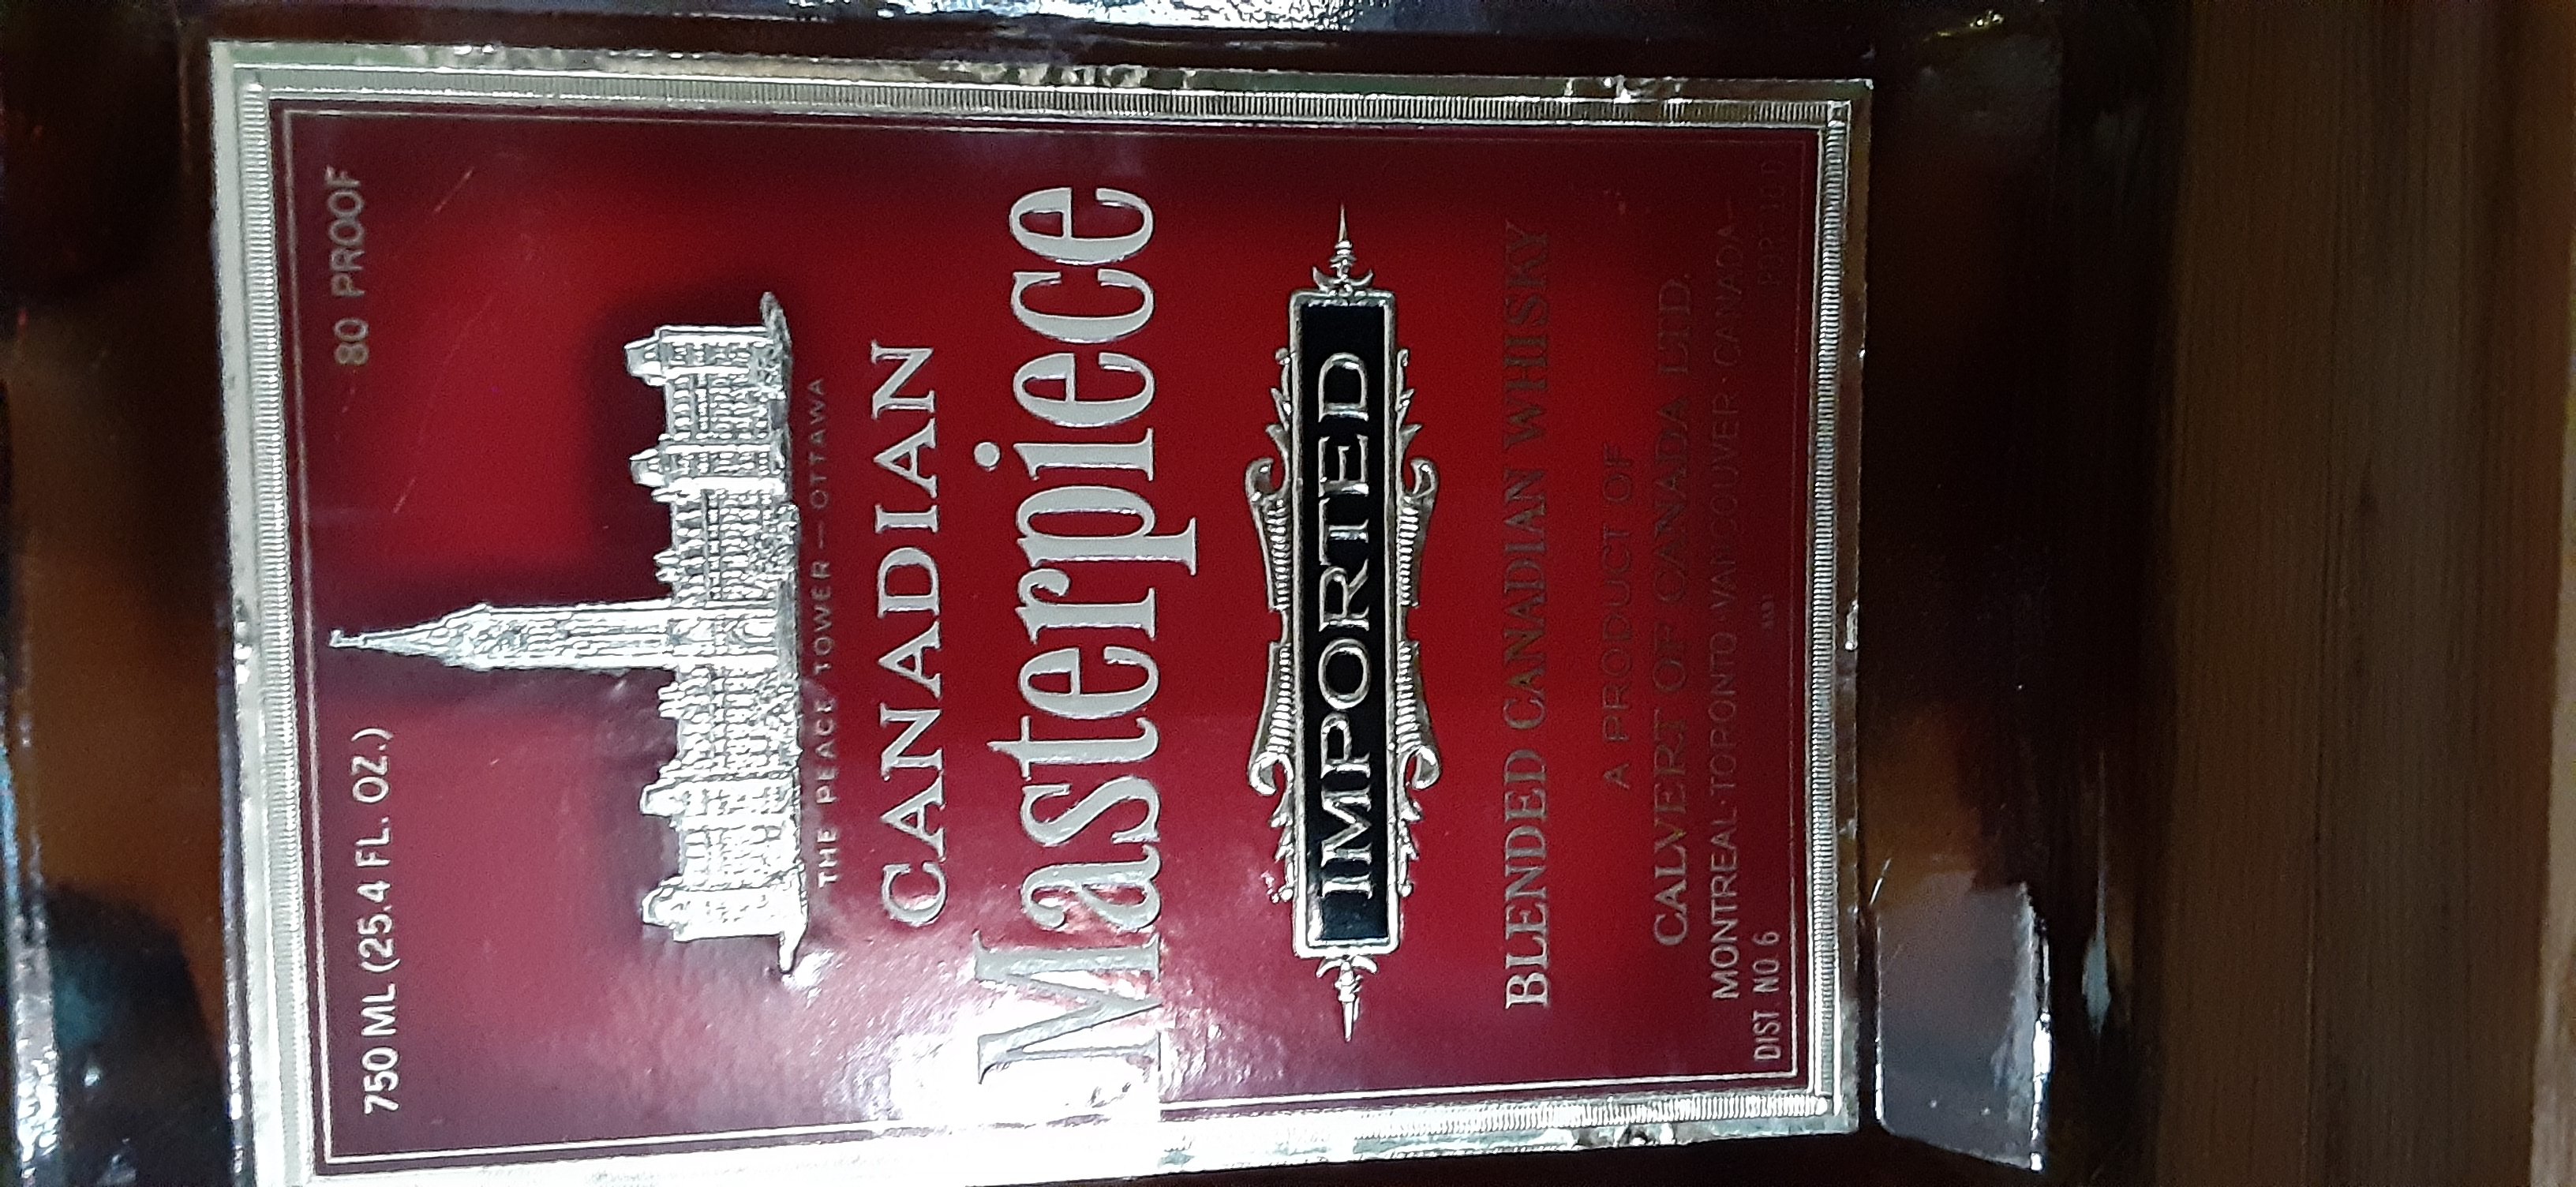 750 ML (25.4 FL. OZ.) 80 PROOF
THE PEACE TOWER — OTTAWA
CANADIAN
Masterpiece
IMPORTED
BLENDED CANADIAN WHISKY
A PRODUCT OF
CALVERT OF CANADA LTD.
MONTREAL·TORONTO·VANCOUVER·CANADA
DIST. NO 6